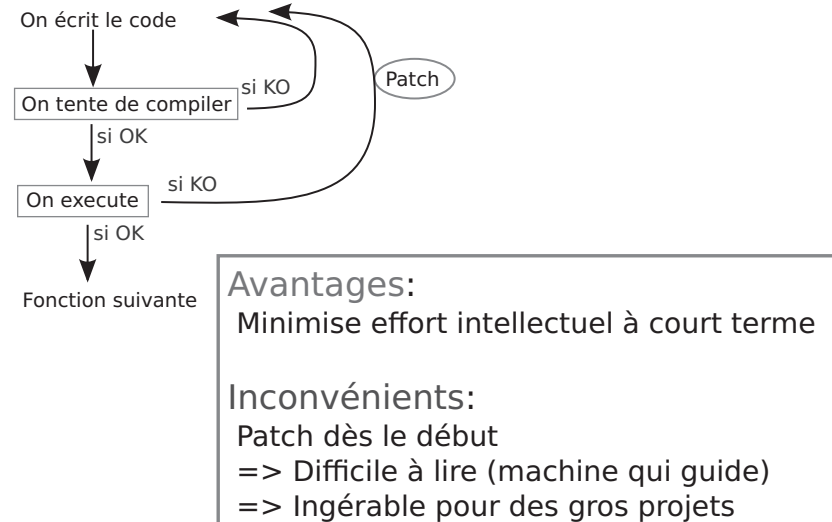 On écrit le code
On tente de compiler
si KO
Patch
si OK
On execute
si KO
si OK
Fonction suivante
Avantages:
Minimise effort intellectuel à court terme
Inconvénients:
Patch dès le début
=> Difficile à lire (machine qui guide)
=> Ingérable pour des gros projets